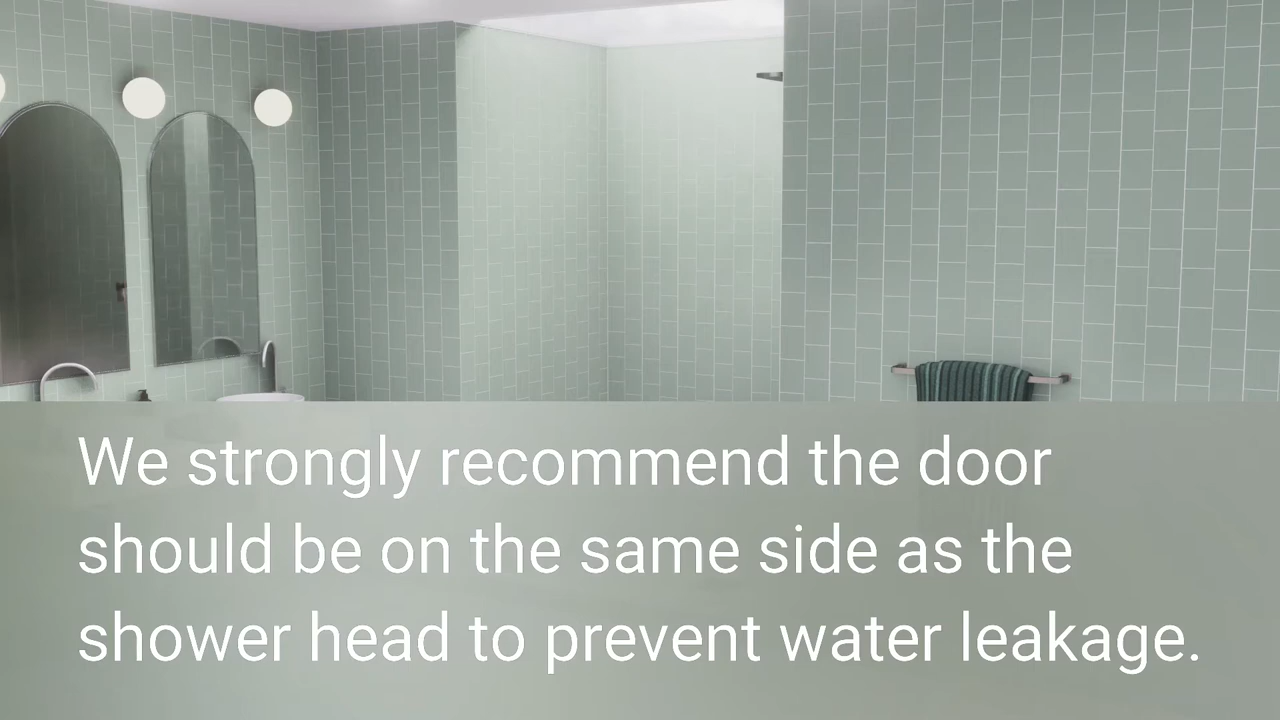 We strongly recommend the door
should be on the same side as the
shower head to prevent water leakage.